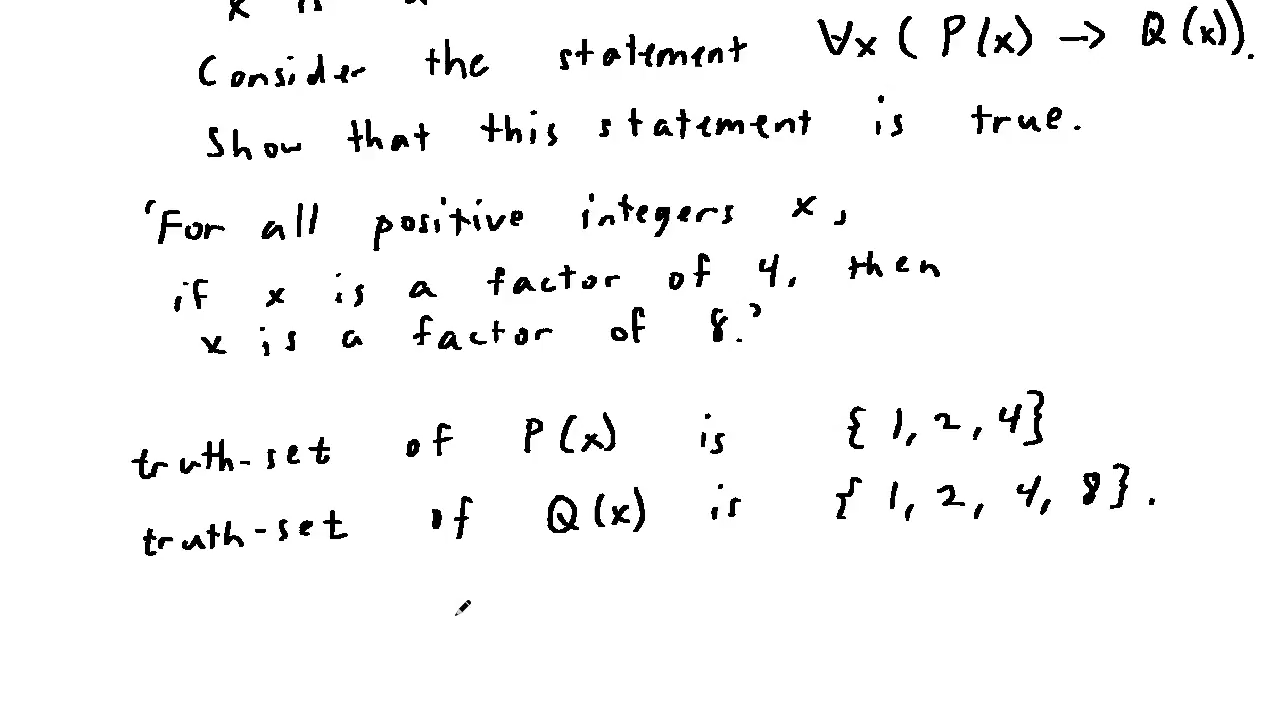 Consider the statement ∀x ( P(x) → Q(x)).
Show that this statement is true.
'For all positive integers x,
if x is a factor of 4, then
x is a factor of 8.'
truth-set of P(x) is { 1, 2, 4}
truth-set of Q(x) is { 1, 2, 4, 8}.